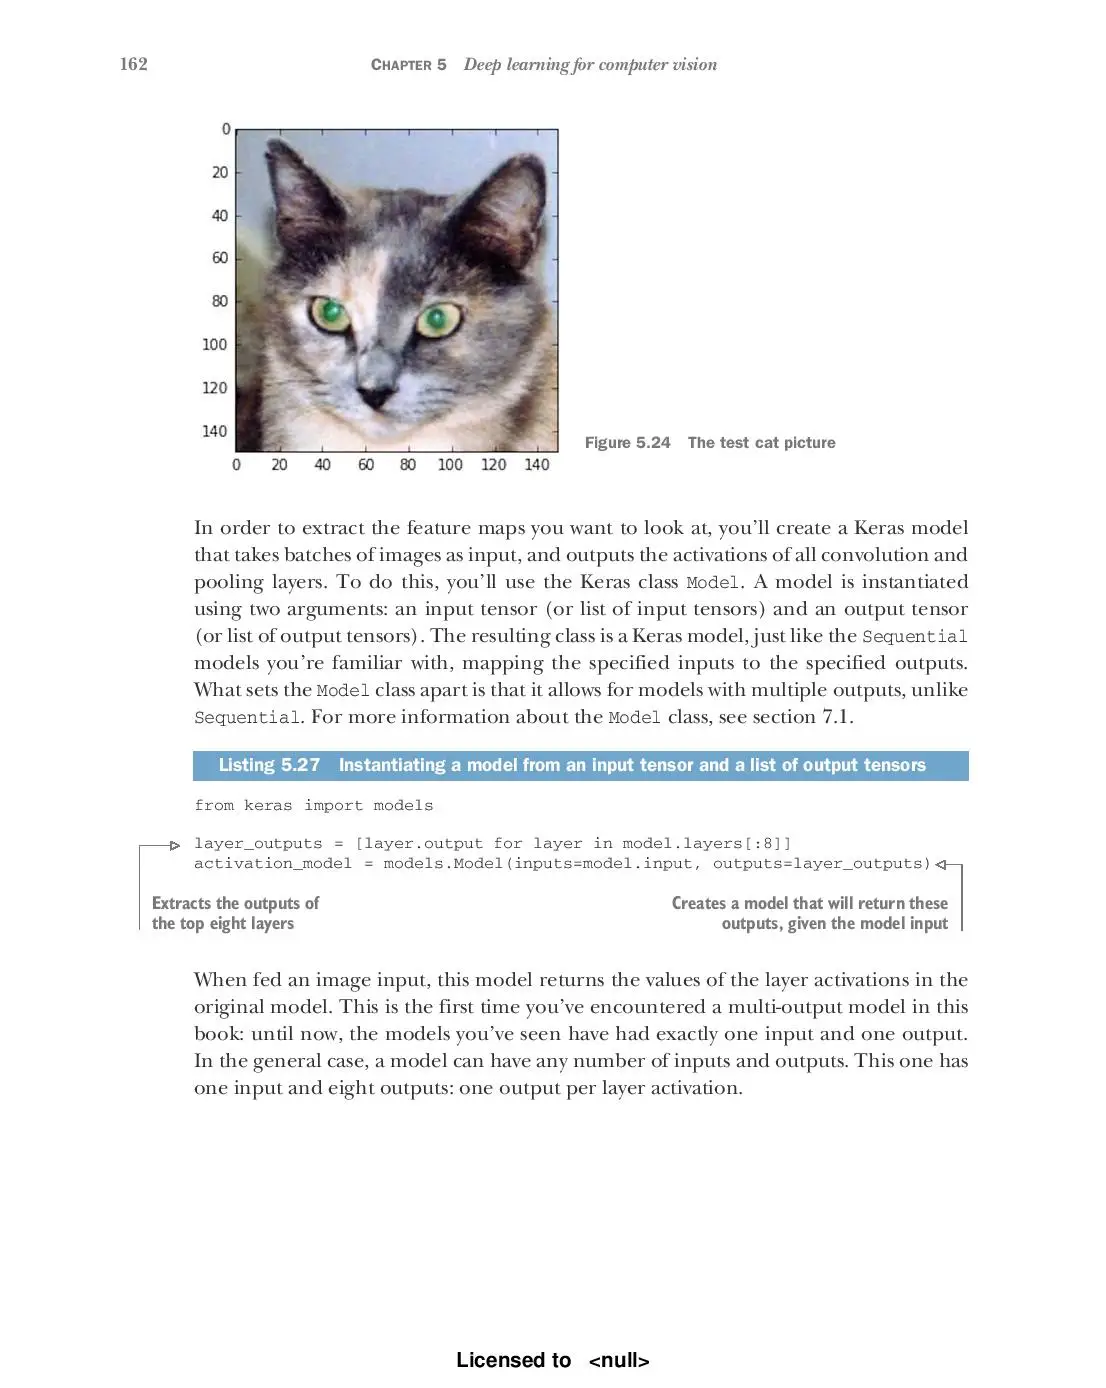 162
CHAPTER 5 Deep learning for computer vision
0
20
40
60
80
100
120
140
0 20 40 60 80 100 120 140
Figure 5.24 The test cat picture
In order to extract the feature maps you want to look at, you’ll create a Keras model
that takes batches of images as input, and outputs the activations of all convolution and
pooling layers. To do this, you’ll use the Keras class Model. A model is instantiated
using two arguments: an input tensor (or list of input tensors) and an output tensor
(or list of output tensors). The resulting class is a Keras model, just like the Sequential
models you’re familiar with, mapping the specified inputs to the specified outputs.
What sets the Model class apart is that it allows for models with multiple outputs, unlike
Sequential. For more information about the Model class, see section 7.1.
Listing 5.27 Instantiating a model from an input tensor and a list of output tensors
from keras import models
layer_outputs = [layer.output for layer in model.layers[:8]]
activation_model = models.Model(inputs=model.input, outputs=layer_outputs)
Extracts the outputs of
the top eight layers
Creates a model that will return these
outputs, given the model input
When fed an image input, this model returns the values of the layer activations in the
original model. This is the first time you’ve encountered a multi-output model in this
book: until now, the models you’ve seen have had exactly one input and one output.
In the general case, a model can have any number of inputs and outputs. This one has
one input and eight outputs: one output per layer activation.
Licensed to <null>